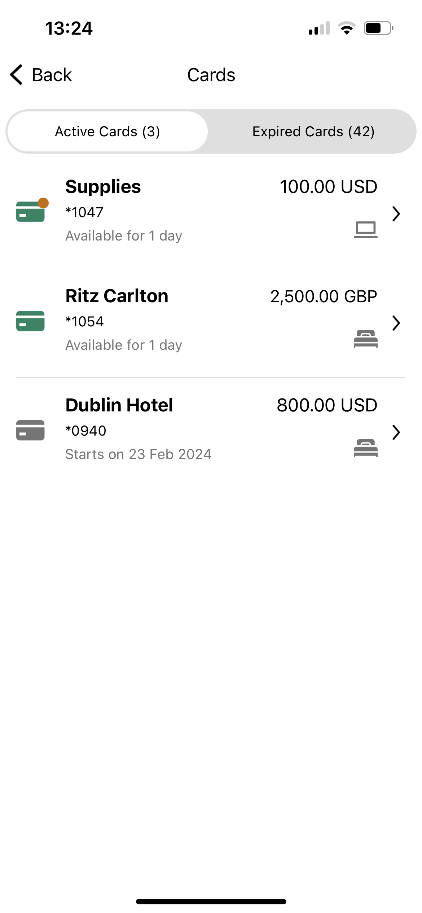 13:24
Back
Cards
Active Cards (3)
Expired Cards (42)
Supplies
100.00 USD
*1047
Available for 1 day
Ritz Carlton
2,500.00 GBP
*1054
Available for 1 day
Dublin Hotel
800.00 USD
*0940
Starts on 23 Feb 2024